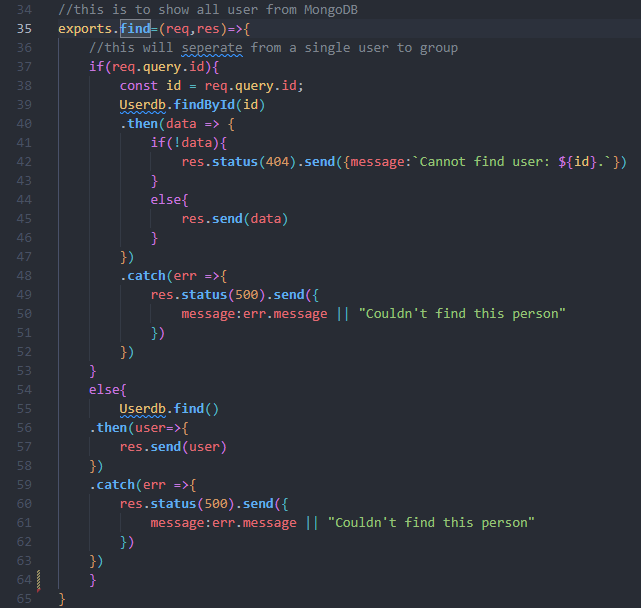 34 //this is to show all user from MongoDB
35 exports.find=(req,res)=>{
36 //this will seperate from a single user to group
37 if(req.query.id){
38 const id = req.query.id;
39 Userdb.findById(id)
40 .then(data => {
41 if(!data){
42 res.status(404).send({message:`Cannot find user: ${id}.`})
43 }
44 else{
45 res.send(data)
46 }
47 })
48 .catch(err =>{
49 res.status(500).send({
50 message:err.message || "Couldn't find this person"
51 })
52 })
53 }
54 else{
55 Userdb.find()
56 .then(user=>{
57 res.send(user)
58 })
59 .catch(err =>{
60 res.status(500).send({
61 message:err.message || "Couldn't find this person"
62 })
63 })
64 }
65 }